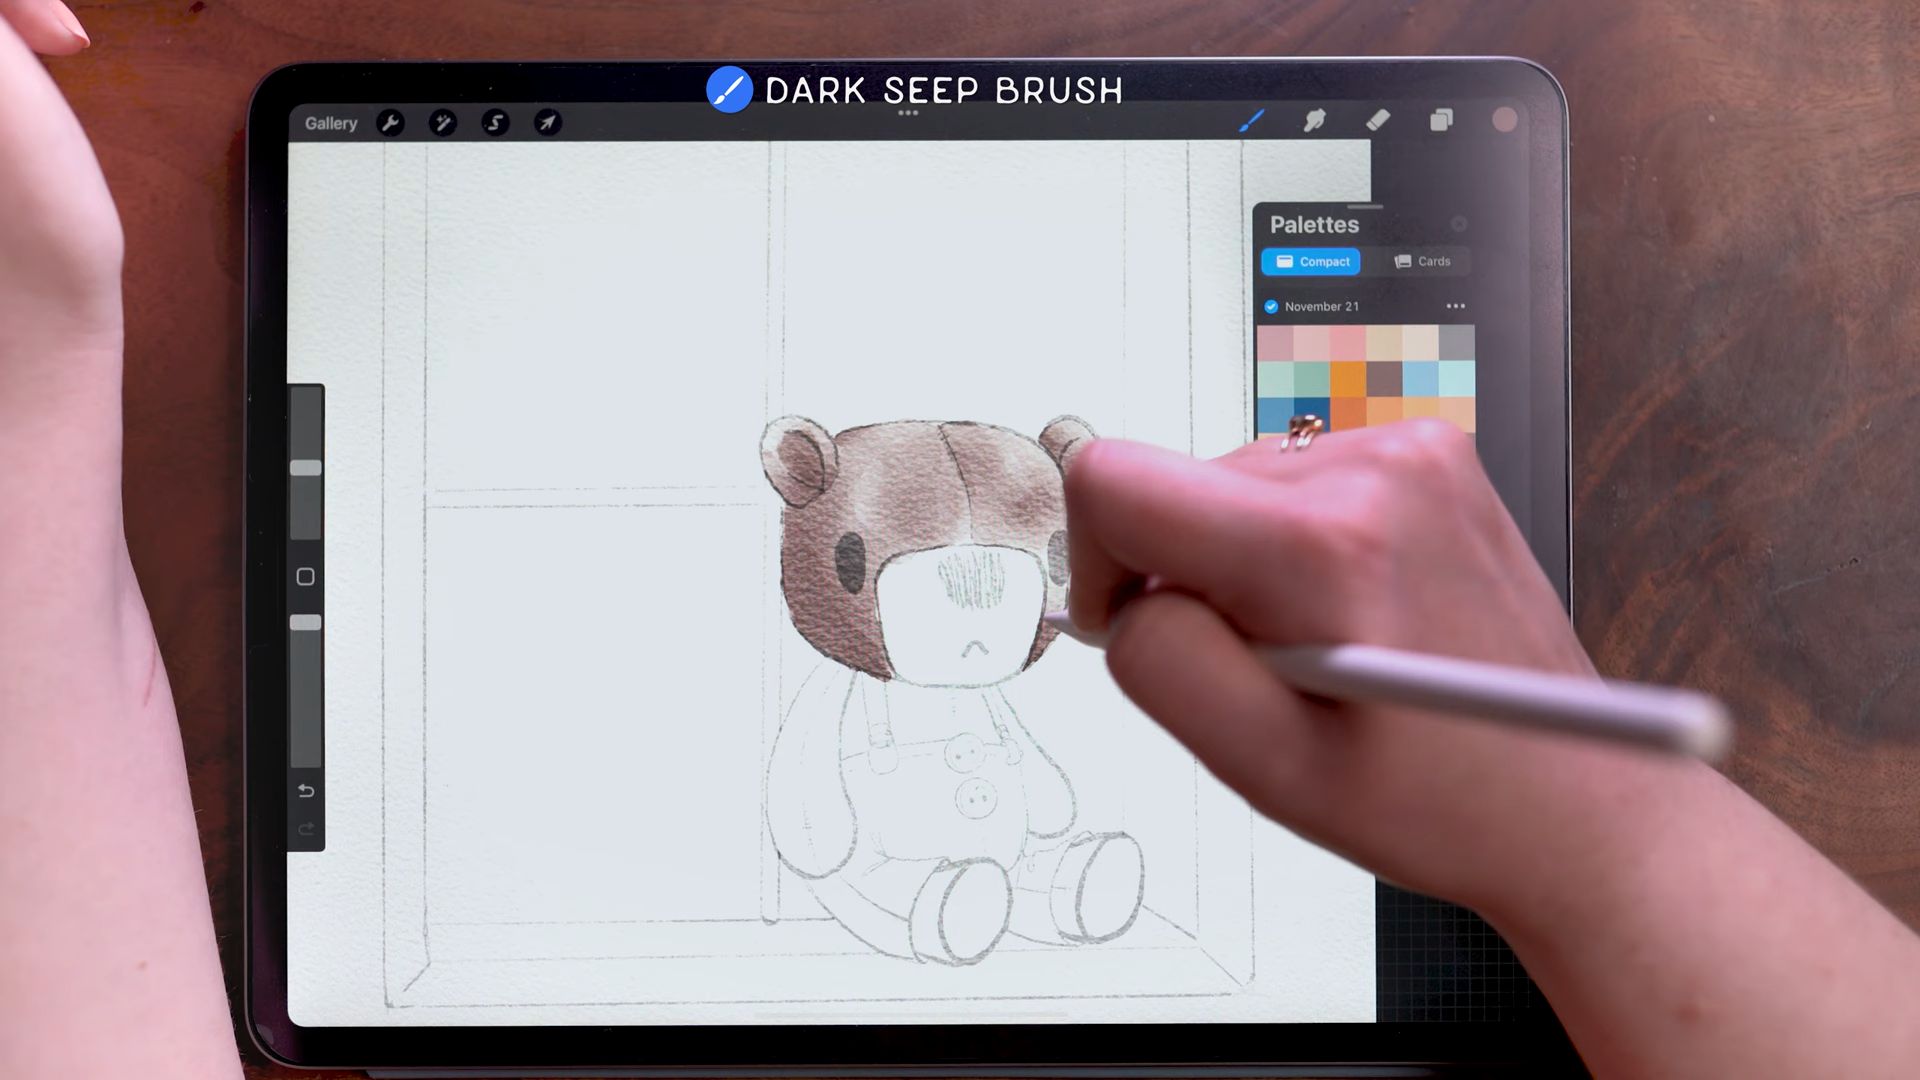 DARK SEEP BRUSH
Gallery
Palettes
Compact
Cards
November 21